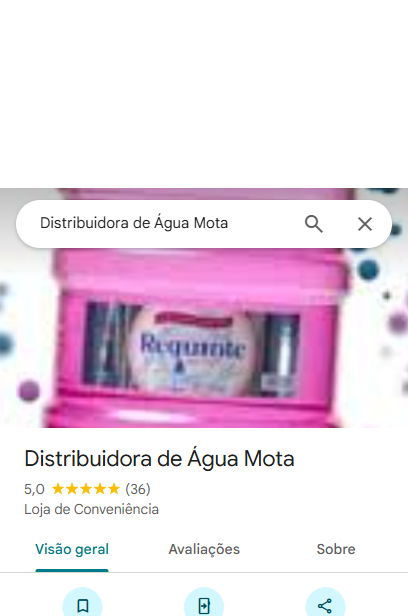 Distribuidora de Água Mota
Requinte
Distribuidora de Água Mota
5,0 ★★★★★ (36)
Loja de Conveniência
Visão geral Avaliações Sobre